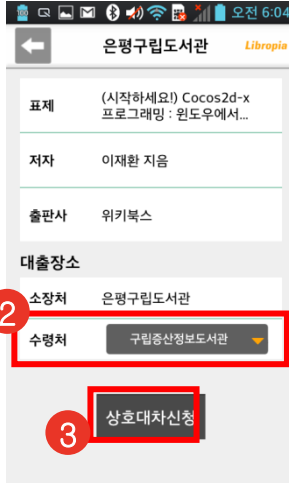 오전 6:04
은평구립도서관 Libropia
표제 (시작하세요!) Cocos2d-x
프로그래밍 : 윈도우에서...
저자 이재환 지음
출판사 위키북스
대출장소
소장처 은평구립도서관
2
수령처 구립증산정보도서관
상호대차신청
3